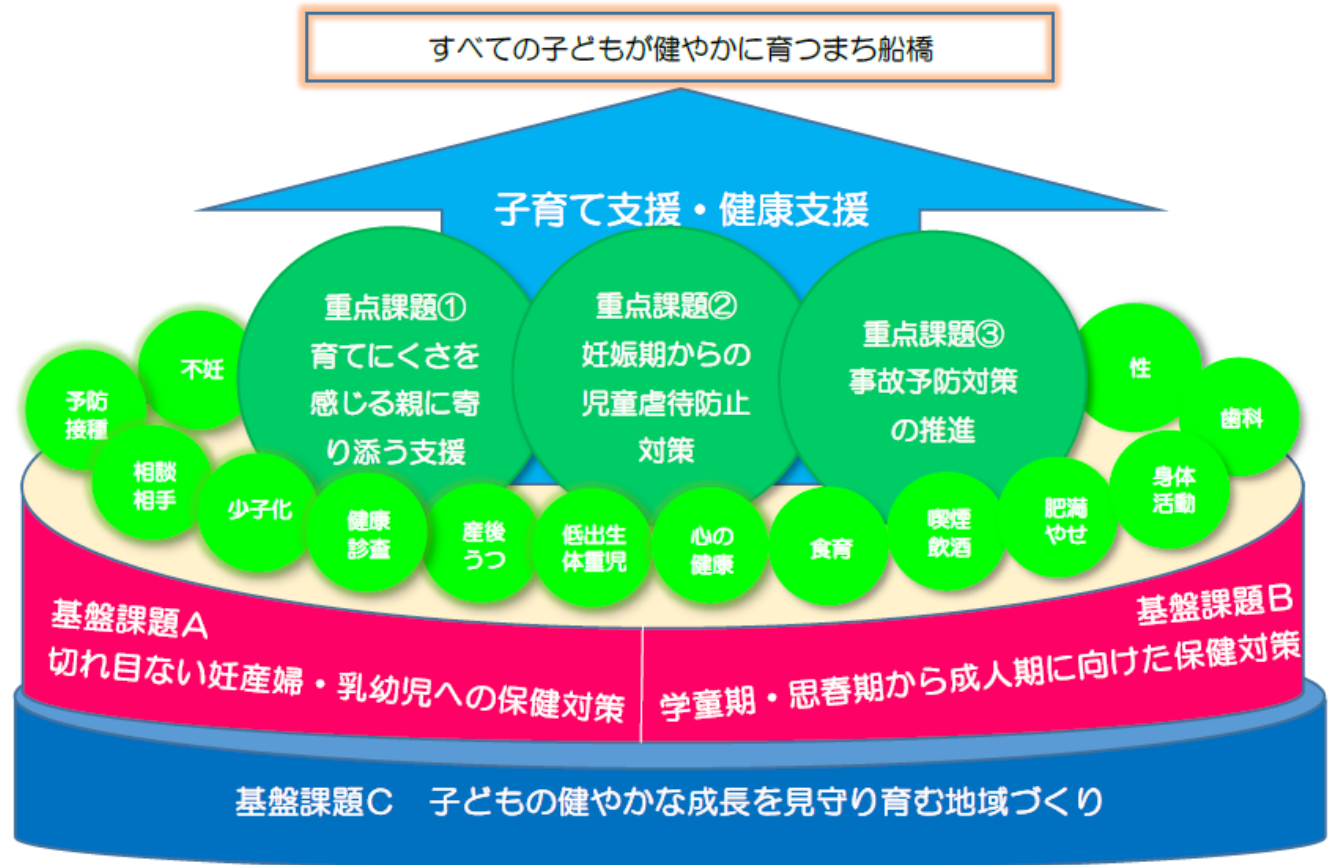 すべての子どもが健やかに育つまち船橋
子育て支援・健康支援
重点課題①
育てにくさを
感じる親に寄
り添う支援
重点課題②
妊娠期からの
児童虐待防止
対策
重点課題③
事故予防対策
の推進
不妊
予防
接種
相談
相手
少子化
健康
診査
産後
うつ
低出生
体重児
心の
健康
食育
喫煙
飲酒
肥満
やせ
身体
活動
歯科
性
基盤課題A
切れ目ない妊産婦・乳幼児への保健対策
基盤課題B
学童期・思春期から成人期に向けた保健対策
基盤課題C　子どもの健やかな成長を見守り育む地域づくり